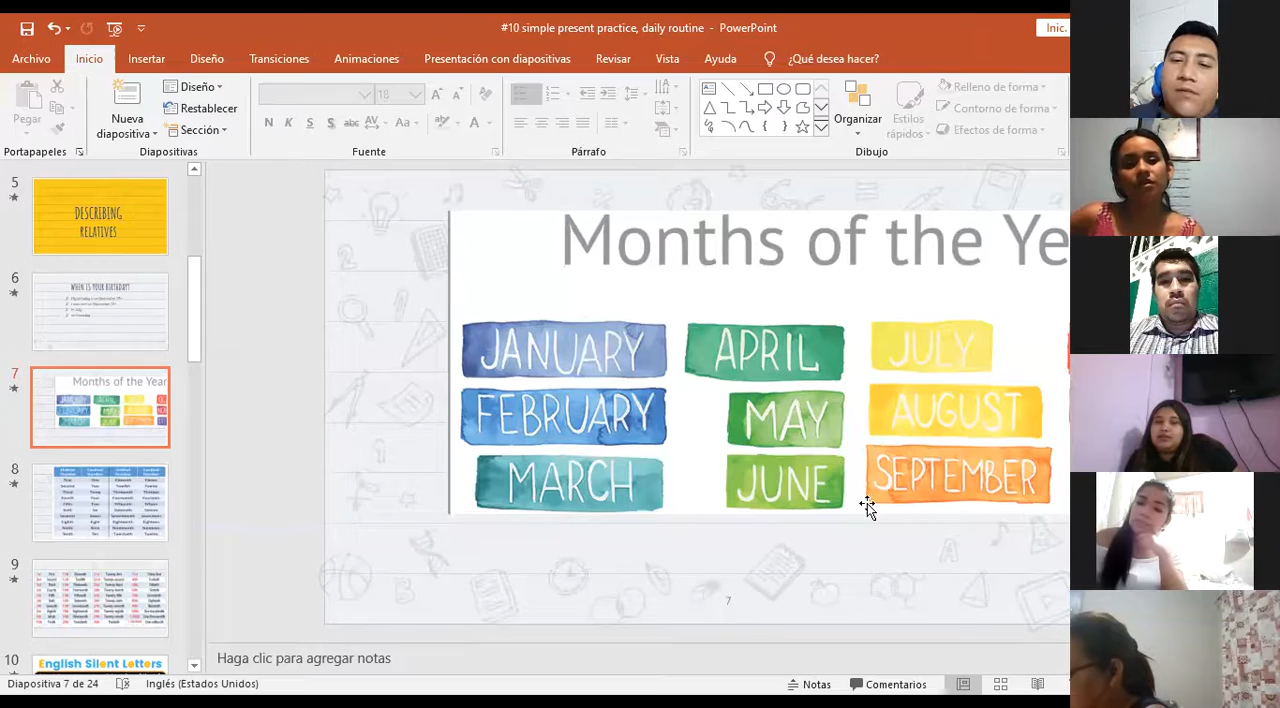 #10 simple present practice, daily routine - PowerPoint
Inic.
Archivo Inicio Insertar Diseño Transiciones Animaciones Presentación con diapositivas Revisar Vista Ayuda ¿Qué desea hacer?
Pegar
Nueva diapositiva
Diseño
Restablecer
Sección
18
N K S S abc AV Aa A
Organizar
Estilos rápidos
Relleno de forma
Contorno de forma
Efectos de forma
Portapapeles Diapositivas Fuente Párrafo Dibujo
5
DESCRIBING
RELATIVES
6
WHEN IS YOUR BIRTHDAY?
7
Months of the Year
8
9
10
English Silent Letters
Months of the Ye
JANUARY APRIL JULY
FEBRUARY MAY AUGUST
MARCH JUNE SEPTEMBER
7
Haga clic para agregar notas
Diapositiva 7 de 24 Inglés (Estados Unidos) Notas Comentarios